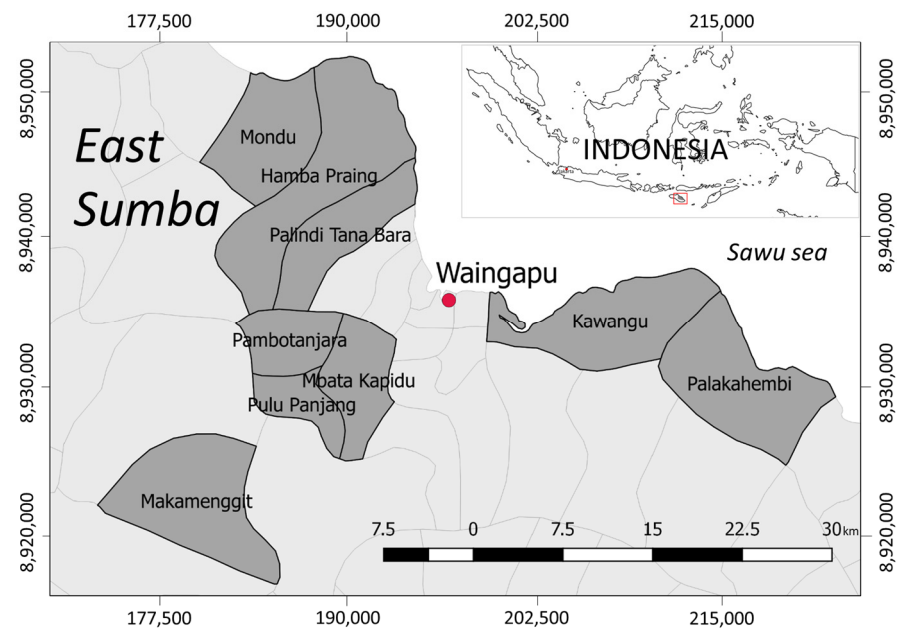 177,500 190,000 202,500 215,000
8,950,000
8,940,000
8,930,000
8,920,000
East
Sumba
Mondu
Hamba Praing
Palindi Tana Bara
INDONESIA
Sawu sea
Waingapu
Kawangu
Palakahembi
Pambotanjara
Mbata Kapidu
Pulu Panjang
Makamenggit
7.5 0 7.5 15 22.5 30 km
8,950,000
8,940,000
8,930,000
8,920,000
177,500 190,000 202,500 215,000